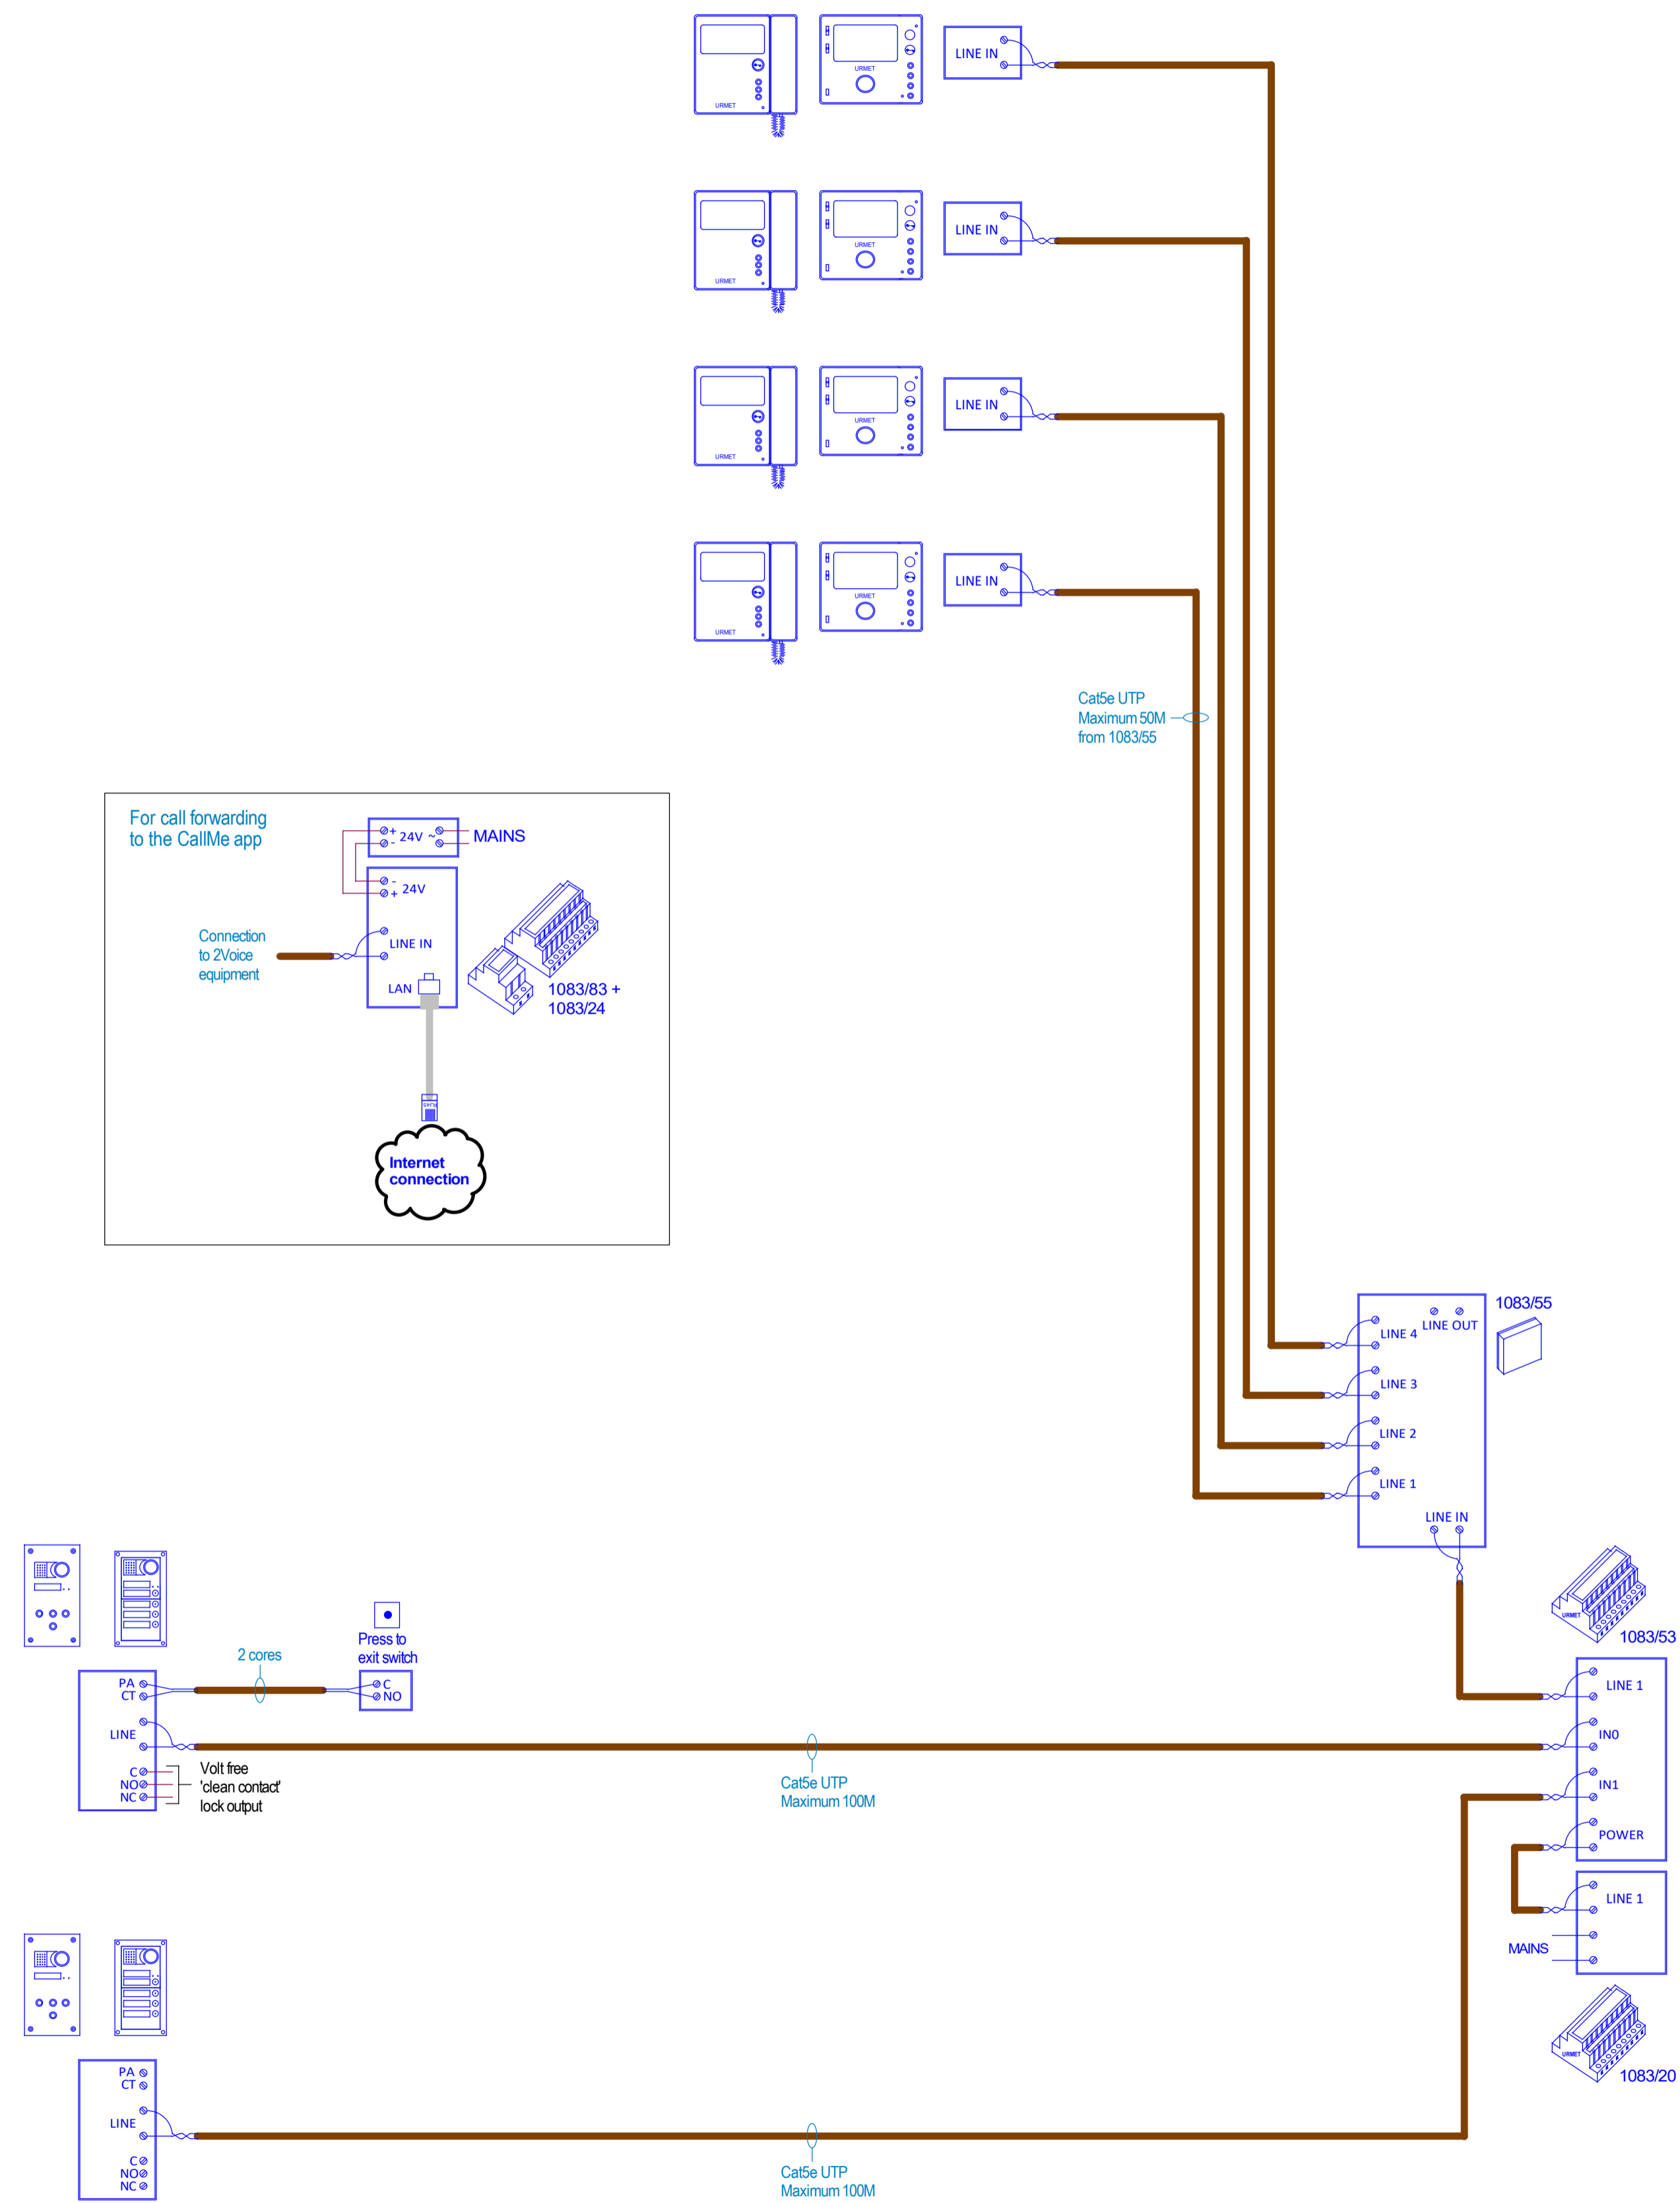 LINE IN
URMET
URMET
LINE IN
URMET
URMET
LINE IN
URMET
URMET
LINE IN
URMET
URMET
Cat5e UTP
Maximum 50M
from 1083/55
For call forwarding
to the CallMe app
+ 24V ~
-
MAINS
- 24V
+
Connection
to 2Voice
equipment
LINE IN
LAN
1083/83 +
1083/24
RJ45
Internet
connection
1083/55
LINE OUT
LINE 4
LINE 3
LINE 2
LINE 1
LINE IN
URMET
1083/53
Press to
exit switch
2 cores
PA
CT
C
NO
LINE
C
NO
NC
Volt free
'clean contact'
lock output
Cat5e UTP
Maximum 100M
LINE 1
IN0
IN1
POWER
LINE 1
MAINS
URMET
1083/20
PA
CT
LINE
C
NO
NC
Cat5e UTP
Maximum 100M